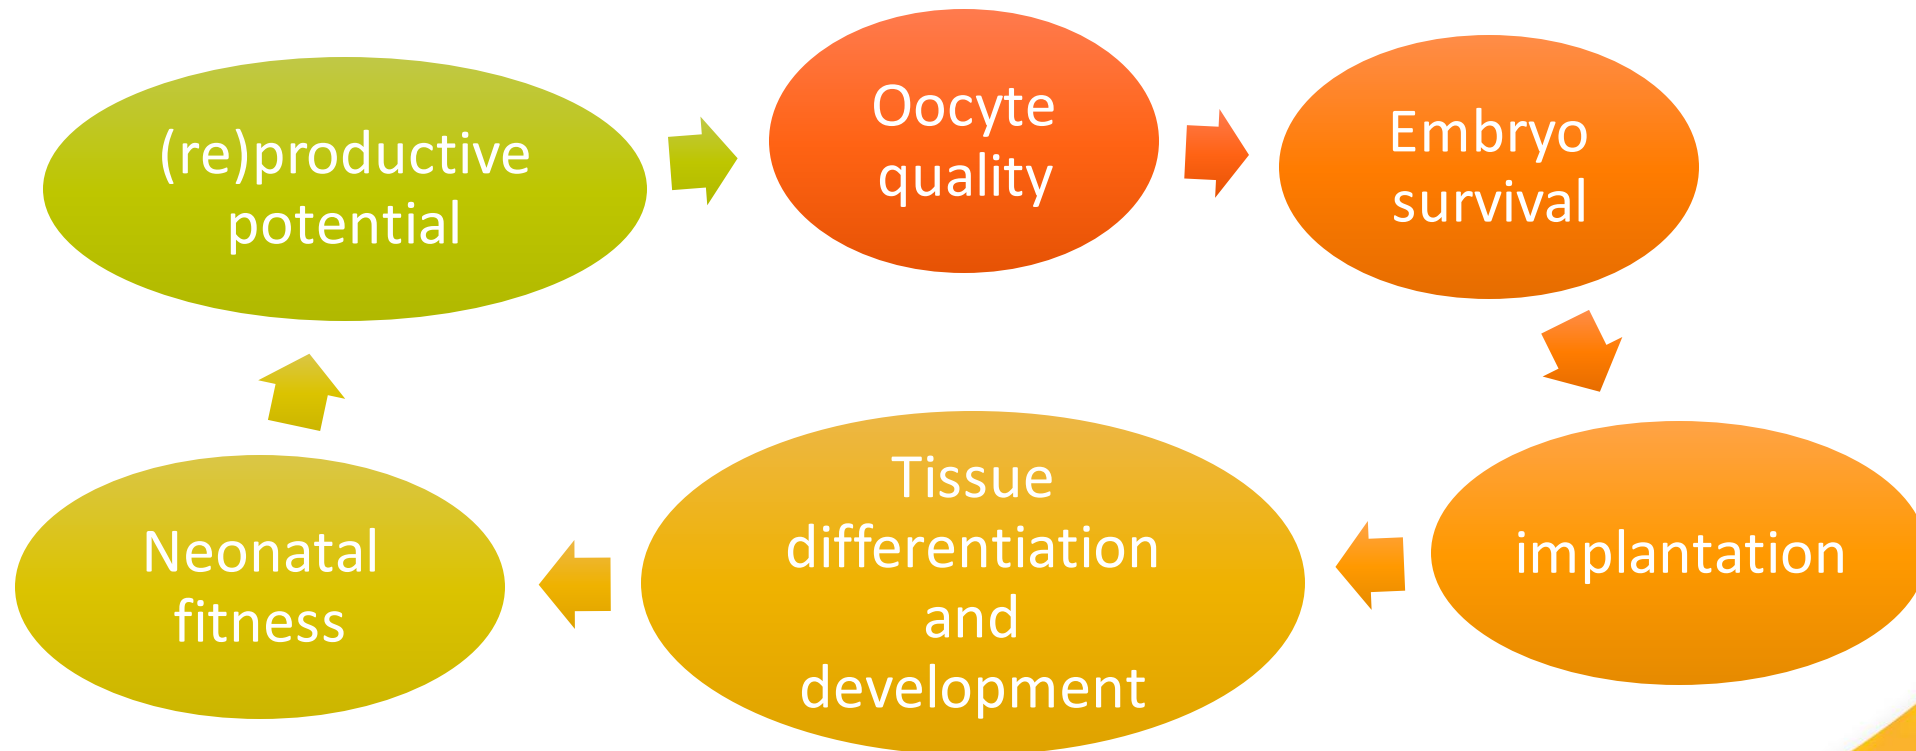 (re)productive
potential
Oocyte
quality
Embryo
survival
implantation
Tissue
differentiation
and
development
Neonatal
fitness